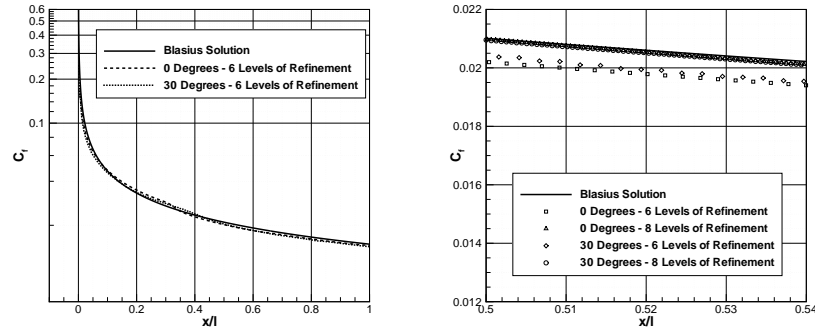 0.6
0.5
0.4
0.3
0.2
0.1
C_f
Blasius Solution
0 Degrees - 6 Levels of Refinement
30 Degrees - 6 Levels of Refinement
0 0.2 0.4 0.6 0.8 1
x/l
0.022
0.02
0.018
0.016
0.014
0.012
C_f
Blasius Solution
0 Degrees - 6 Levels of Refinement
0 Degrees - 8 Levels of Refinement
30 Degrees - 6 Levels of Refinement
30 Degrees - 8 Levels of Refinement
0.5 0.51 0.52 0.53 0.54
x/l